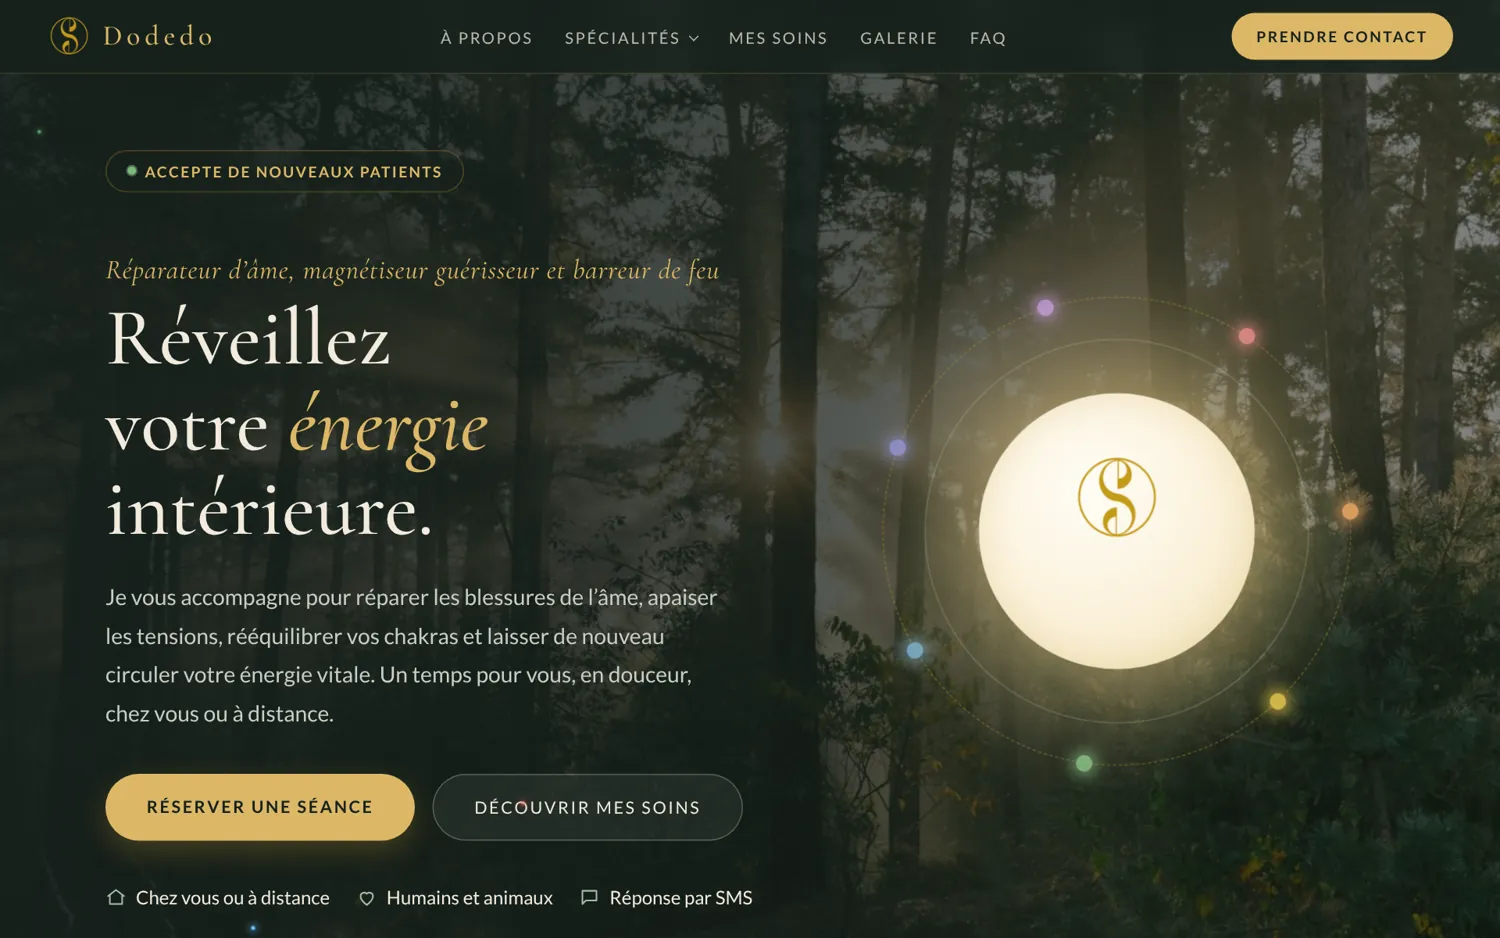 Dodedo
À PROPOS
SPÉCIALITÉS
MES SOINS
GALERIE
FAQ
PRENDRE CONTACT
ACCEPTE DE NOUVEAUX PATIENTS
Réparateur d’âme, magnétiseur guérisseur et barreur de feu
Réveillez
votre énergie
intérieure.
Je vous accompagne pour réparer les blessures de l’âme, apaiser
les tensions, rééquilibrer vos chakras et laisser de nouveau
circuler votre énergie vitale. Un temps pour vous, en douceur,
chez vous ou à distance.
RÉSERVER UNE SÉANCE
DÉCOUVRIR MES SOINS
Chez vous ou à distance
Humains et animaux
Réponse par SMS